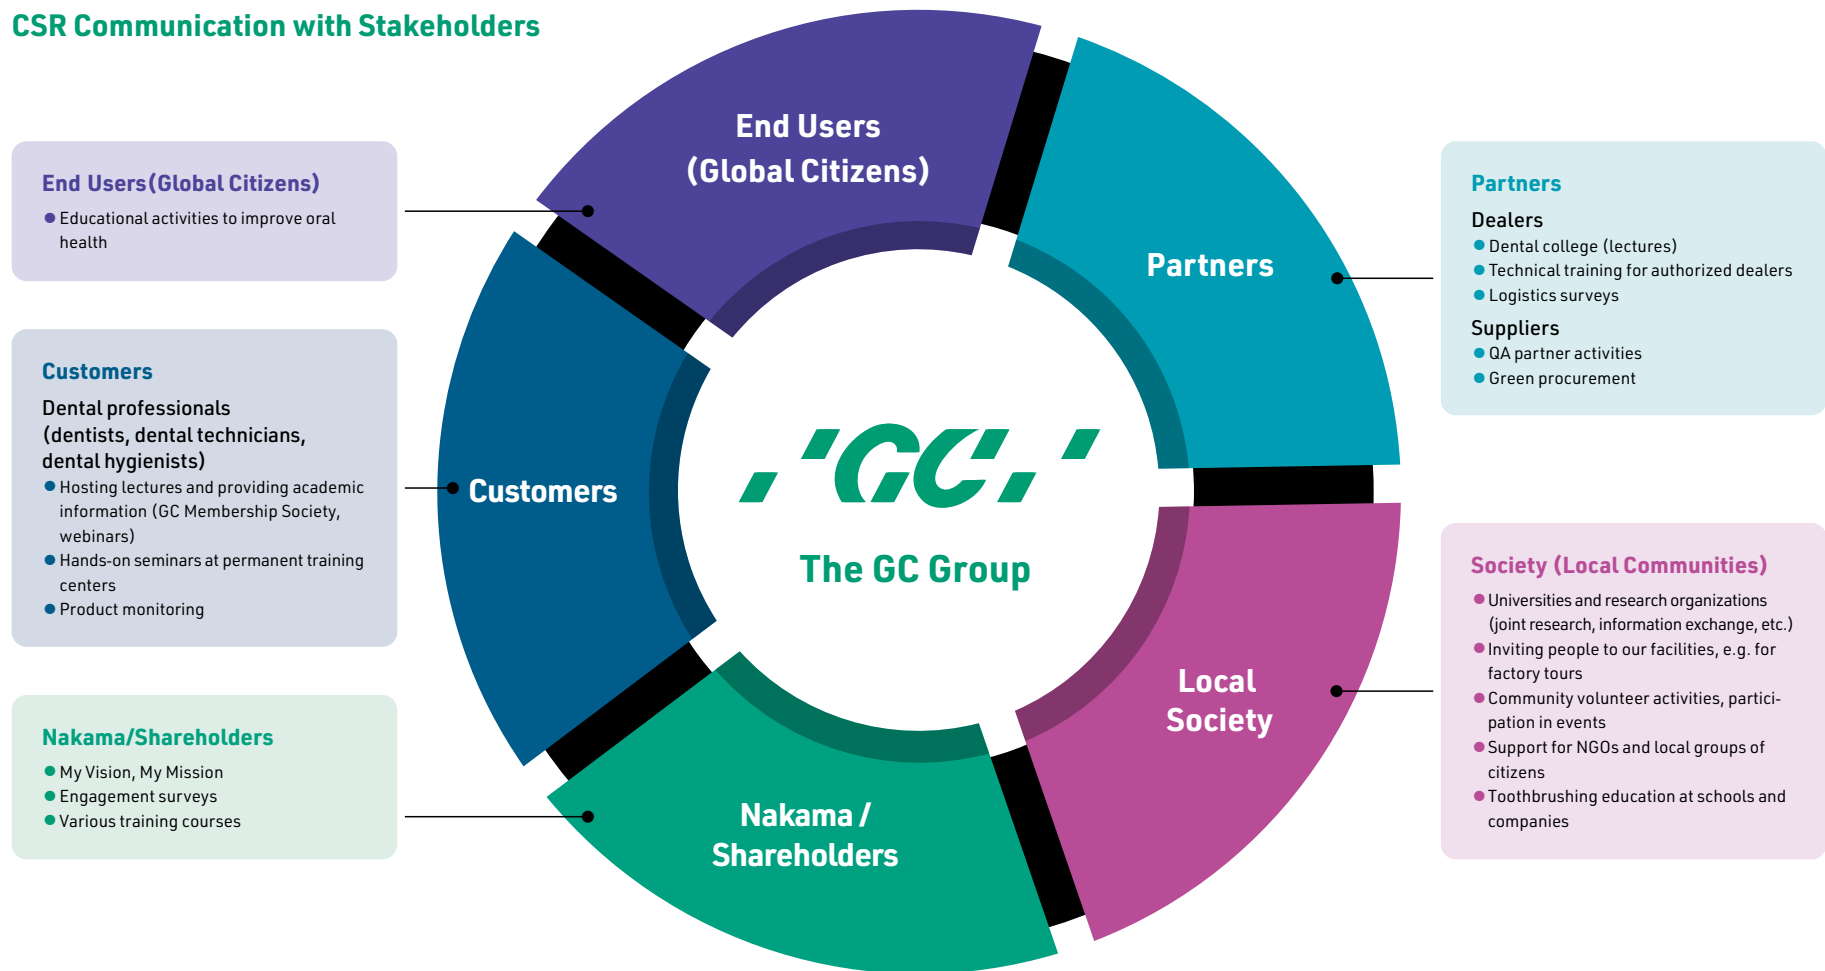 CSR Communication with Stakeholders
End Users
(Global Citizens)
Partners
Customers
Local
Society
Nakama /
Shareholders
GC
The GC Group
End Users(Global Citizens)
Educational activities to improve oral
health
Customers
Dental professionals
(dentists, dental technicians,
dental hygienists)
Hosting lectures and providing academic
information (GC Membership Society,
webinars)
Hands-on seminars at permanent training
centers
Product monitoring
Nakama/Shareholders
My Vision, My Mission
Engagement surveys
Various training courses
Partners
Dealers
Dental college (lectures)
Technical training for authorized dealers
Logistics surveys
Suppliers
QA partner activities
Green procurement
Society (Local Communities)
Universities and research organizations
(joint research, information exchange, etc.)
Inviting people to our facilities, e.g. for
factory tours
Community volunteer activities, partici-
pation in events
Support for NGOs and local groups of
citizens
Toothbrushing education at schools and
companies